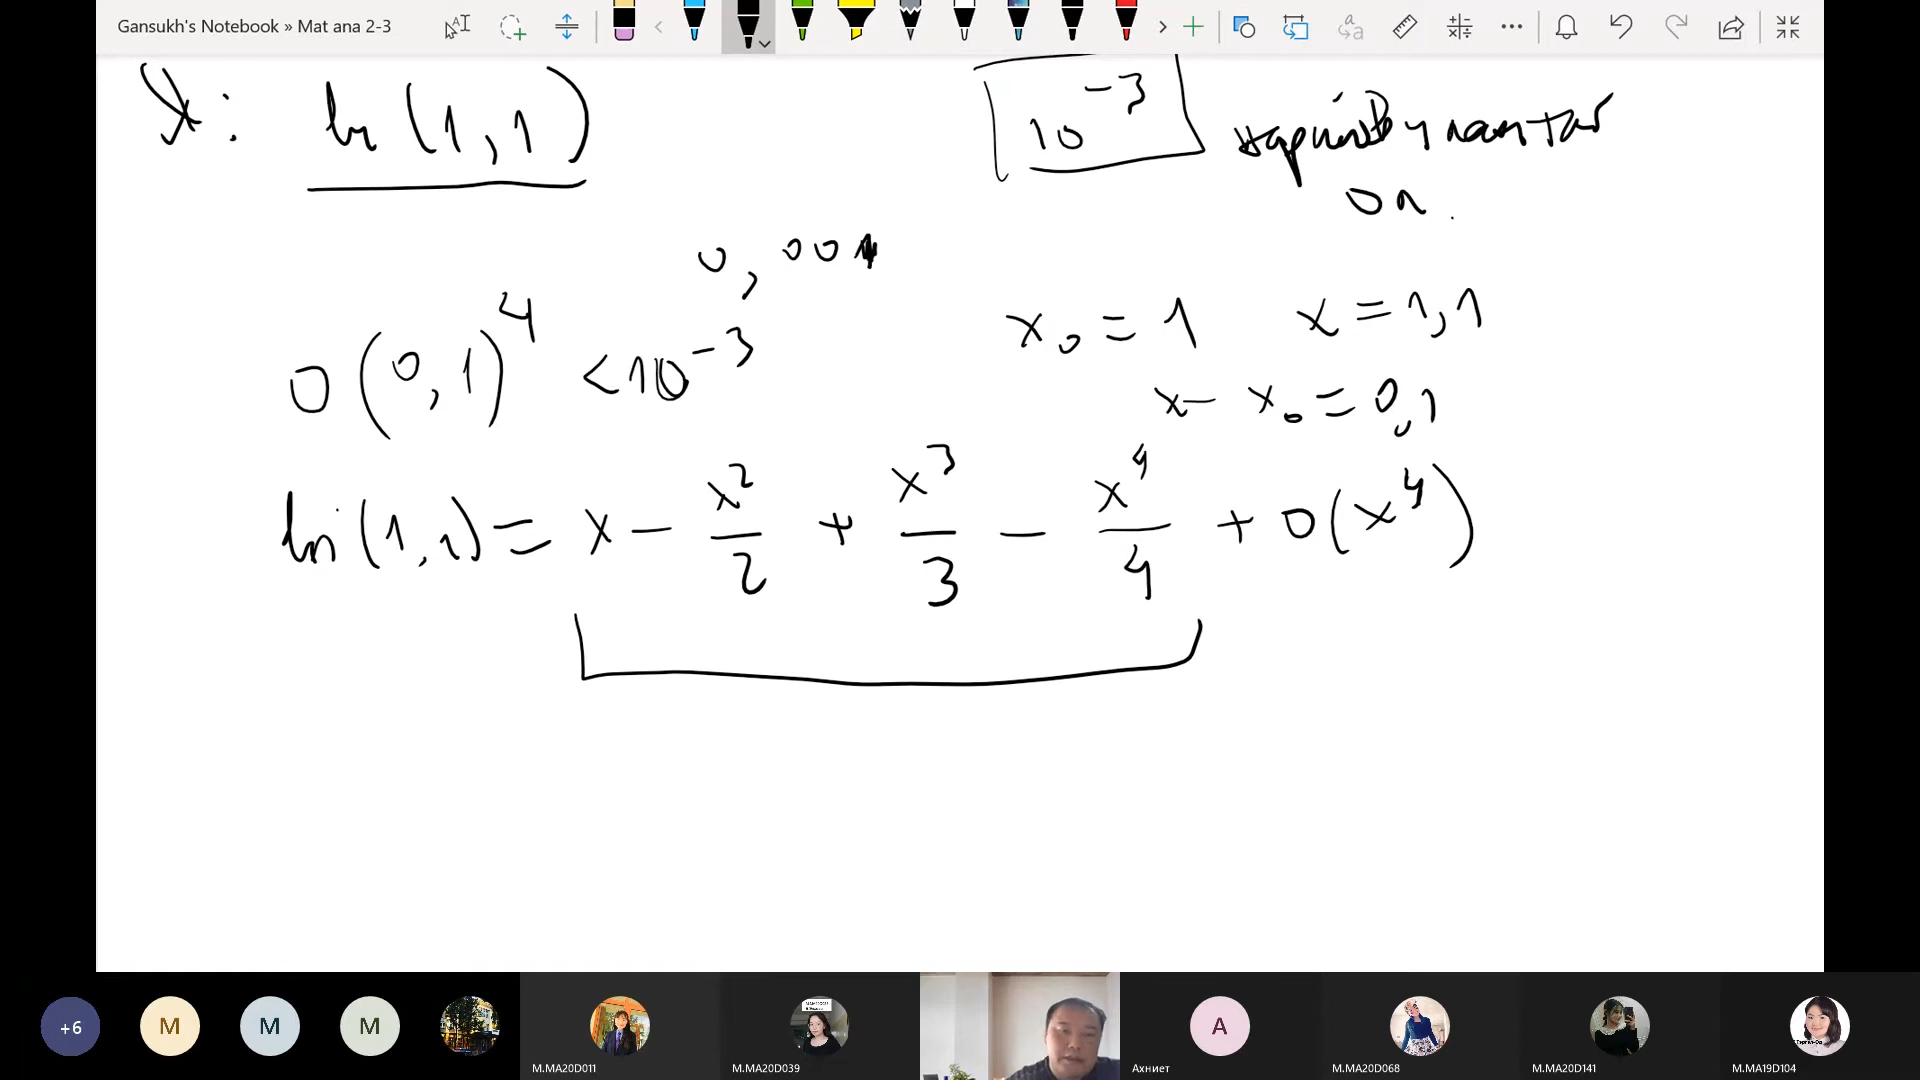 Gansukh's Notebook » Mat ana 2-3
Ж: ln(1,1)
10⁻³
ол.
0,001
O(0,1)⁴ < 10⁻³
x₀ = 1 x = 1,1
x - x₀ = 0,1
ln(1,1) = x - x²/2 + x³/3 - x⁴/4 + O(x⁴)
+6 M M M A
M.MA20D011 M.MA20D039 Ахниет M.MA20D068 M.MA20D141 M.MA19D104